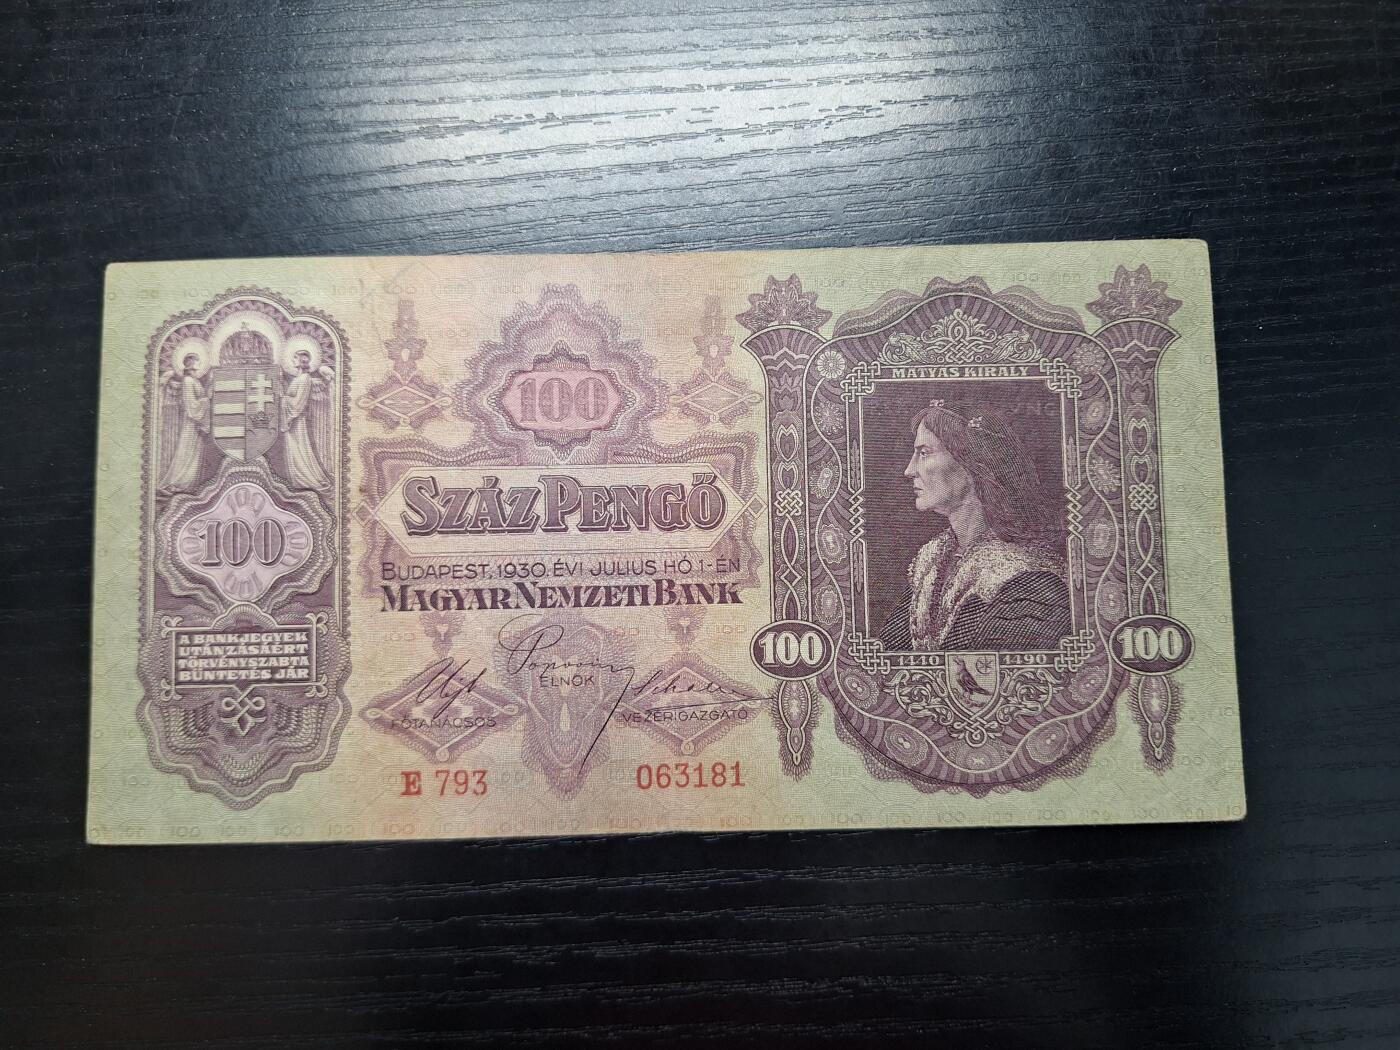 100
MÁTYÁS KIRÁLY
SZÁZ PENGŐ
100
BUDAPEST, 1930. ÉVI JULIUS HÓ 1-ÉN
MAGYAR NEMZETI BANK
A BANKJEGYEK
UTÁNZÁSÁÉRT
TÖRVÉNYSZABTA
BÜNTETÉS JÁR
ELNÖK
FŐTANÁCSOS
VEZÉRIGAZGATÓ
100
100
1440 1490
E 793 063181